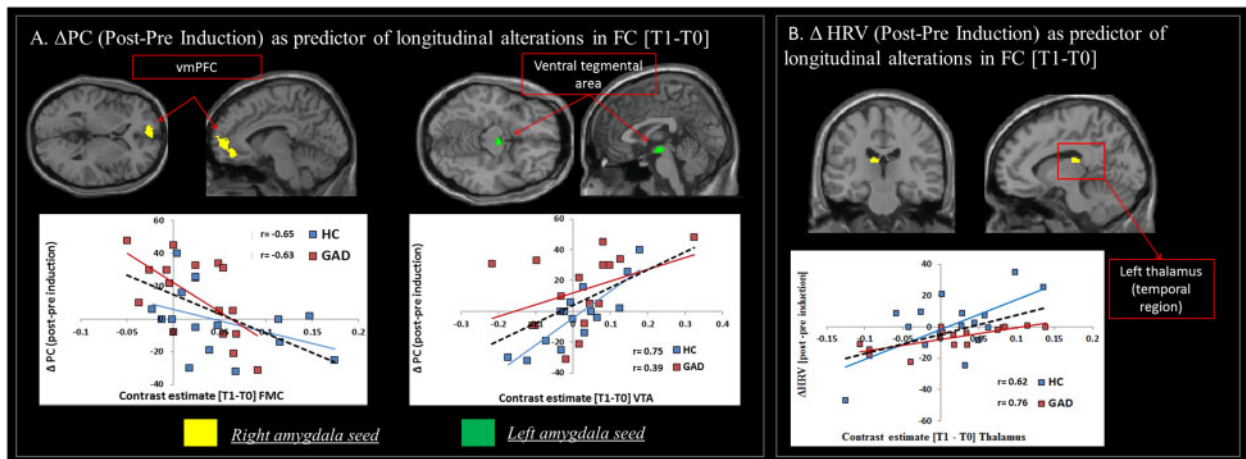 A. ΔPC (Post-Pre Induction) as predictor of longitudinal alterations in FC [T1-T0]
vmPFC
Ventral tegmental
area
60
40
20
0
-20
-40
-0.1
-0.05
0.05
0.1
0.15
0.2
r= -0.65
HC
r= -0.63
GAD
Δ PC (post-pre induction)
Contrast estimate [T1-T0] FMC
60
40
20
0
-20
-40
-0.3
-0.2
-0.1
0
0.1
0.2
0.3
0.4
r= 0.75
HC
r= 0.39
GAD
Δ PC (post-pre induction)
Contrast estimate [T1-T0] VTA
Right amygdala seed
Left amygdala seed
B. Δ HRV (Post-Pre Induction) as predictor of
longitudinal alterations in FC [T1-T0]
Left thalamus
(temporal
region)
60
40
20
0
-20
-40
-60
-0.15
-0.1
-0.05
0
0.05
0.1
0.15
0.2
r= 0.62
HC
r= 0.76
GAD
ΔHRV [post -pre induction]
Contrast estimate [T1 - T0] Thalamus